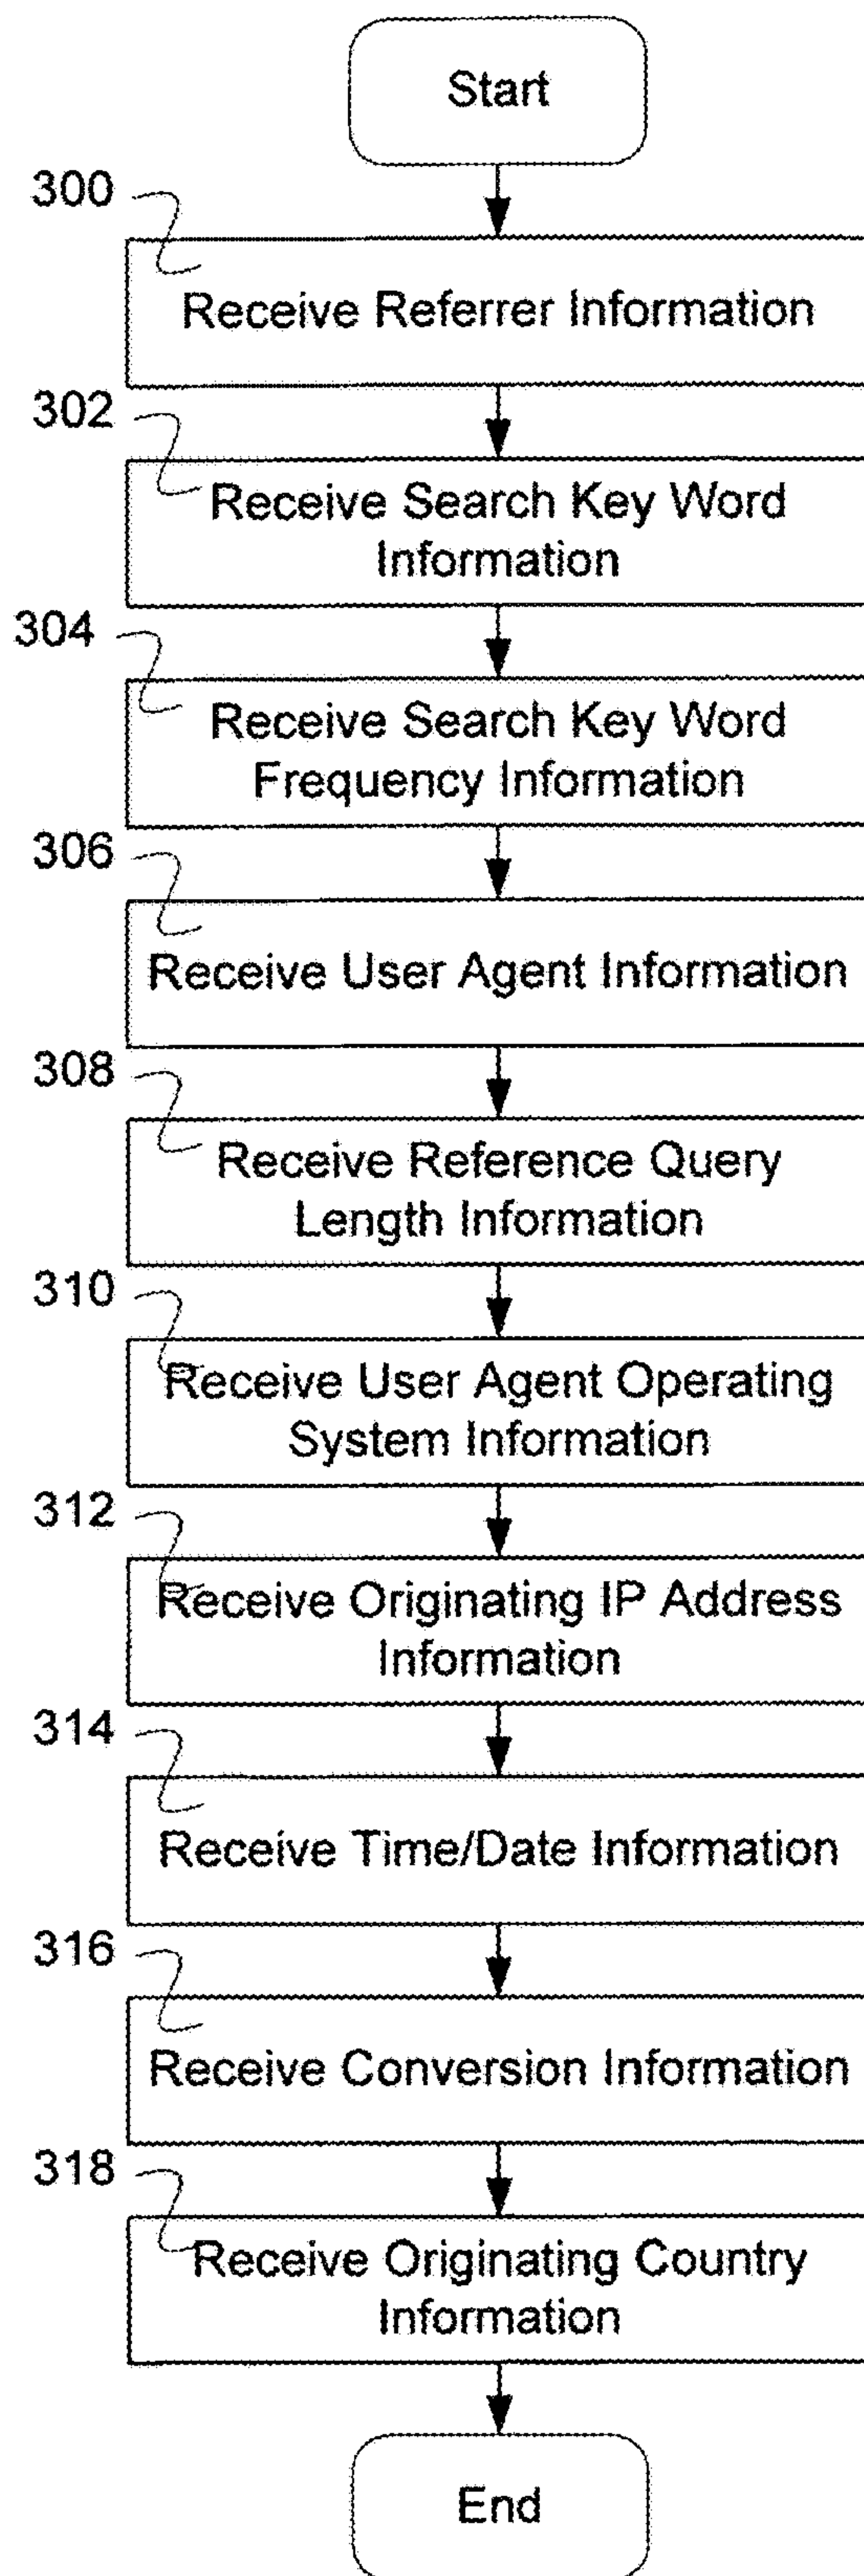 Start
300
Receive Referrer Information
302
Receive Search Key Word
Information
304
Receive Search Key Word
Frequency Information
306
Receive User Agent Information
308
Receive Reference Query
Length Information
310
Receive User Agent Operating
System Information
312
Receive Originating IP Address
Information
314
Receive Time/Date Information
316
Receive Conversion Information
318
Receive Originating Country
Information
End